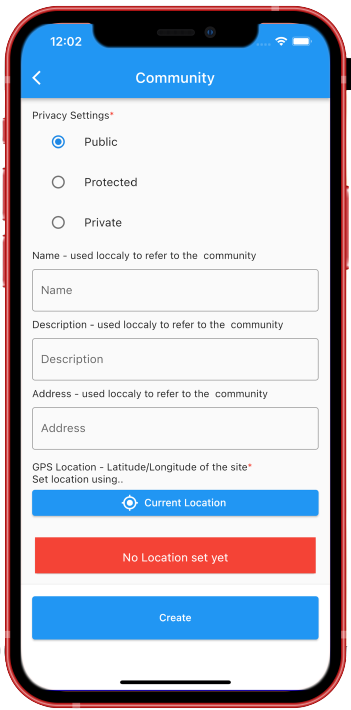 12:02
Community
Privacy Settings*
Public
Protected
Private
Name - used loccaly to refer to the  community
Name
Description - used loccaly to refer to the  community
Description
Address - used loccaly to refer to the  community
Address
GPS Location - Latitude/Longitude of the site*
Set location using..
Current Location
No Location set yet
Create